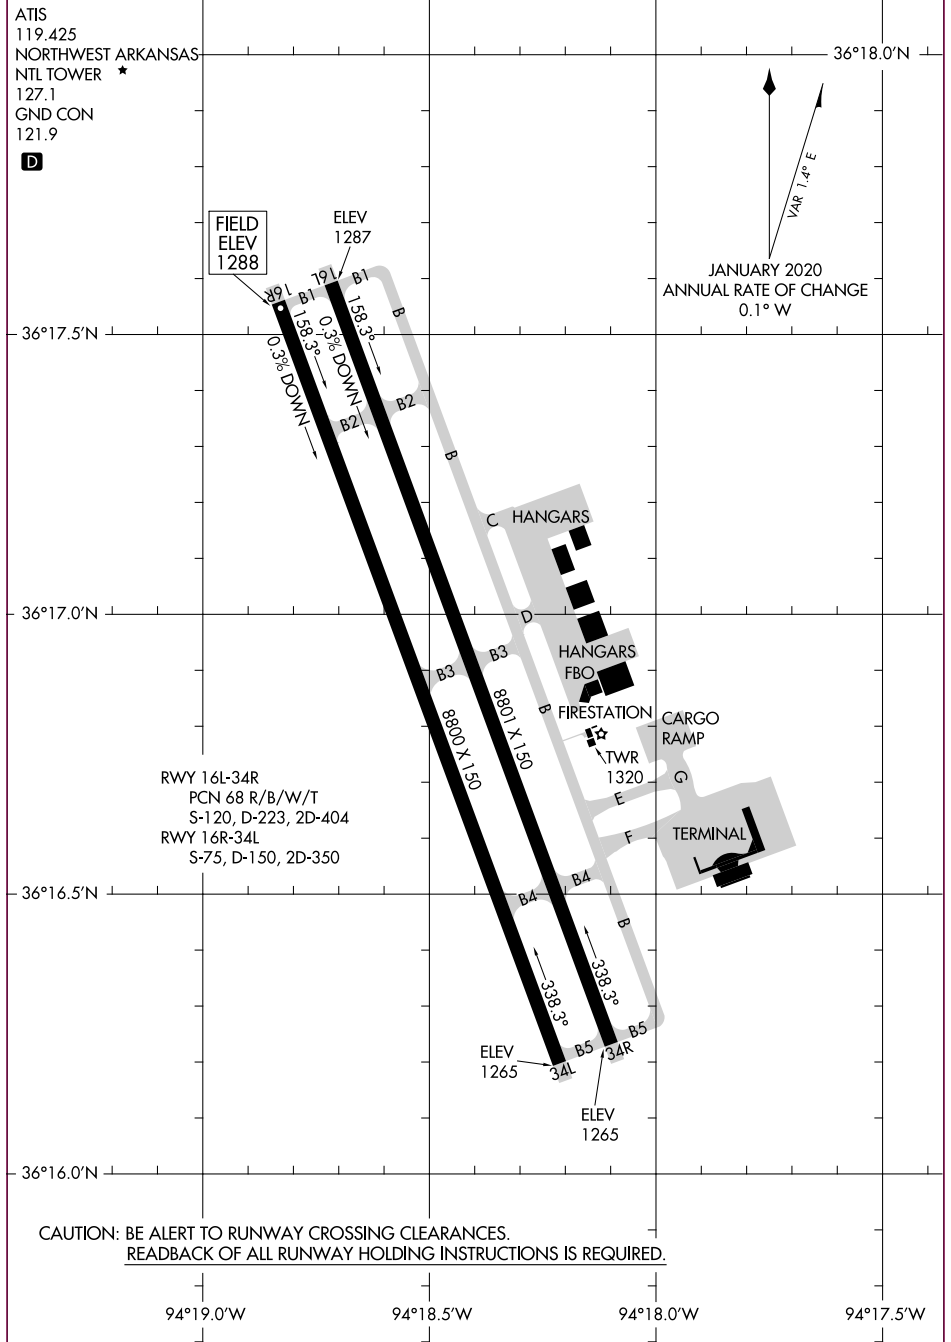 ATIS
119.425
NORTHWEST ARKANSAS
NTL TOWER ★
127.1
GND CON
121.9
D
36°18.0'N
VAR 1.4° E
JANUARY 2020
ANNUAL RATE OF CHANGE
0.1° W
FIELD
ELEV
1288
ELEV
1287
16R
B1
16L
B1
B
36°17.5'N
158.3°
0.3% DOWN
158.3°
0.3% DOWN
B2
B2
B
C
HANGARS
36°17.0'N
D
HANGARS
FBO
B3
B3
B
FIRESTATION
CARGO
RAMP
8800 X 150
8801 X 150
TWR
1320
G
E
F
TERMINAL
RWY 16L-34R
PCN 68 R/B/W/T
S-120, D-223, 2D-404
RWY 16R-34L
S-75, D-150, 2D-350
36°16.5'N
B4
B4
B
338.3°
338.3°
B5
B5
34L
34R
ELEV
1265
ELEV
1265
36°16.0'N
CAUTION: BE ALERT TO RUNWAY CROSSING CLEARANCES.
READBACK OF ALL RUNWAY HOLDING INSTRUCTIONS IS REQUIRED.
94°19.0'W
94°18.5'W
94°18.0'W
94°17.5'W